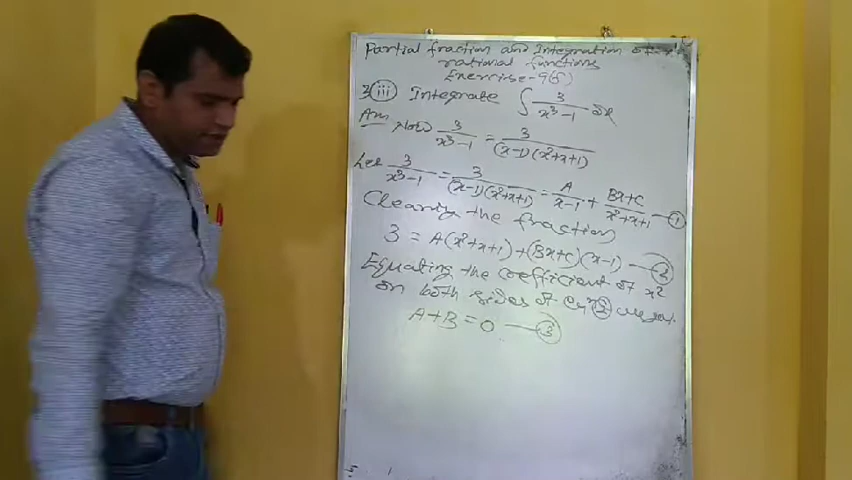 Partial fraction and Integration of
rational functions
Exercise-9(b)
3 iii Integrate ∫ 3/(x³-1) dx
Ans Now 3/(x³-1) = 3/((x-1)(x²+x+1))
Let 3/(x³-1) = 3/((x-1)(x²+x+1)) = A/(x-1) + (Bx+C)/(x²+x+1) — 1
Clearing the fraction
3 = A(x²+x+1)+(Bx+C)(x-1) — 2
Equating the coefficient of x²
on both sides of eqn 2 we get
A+B=0 — 3